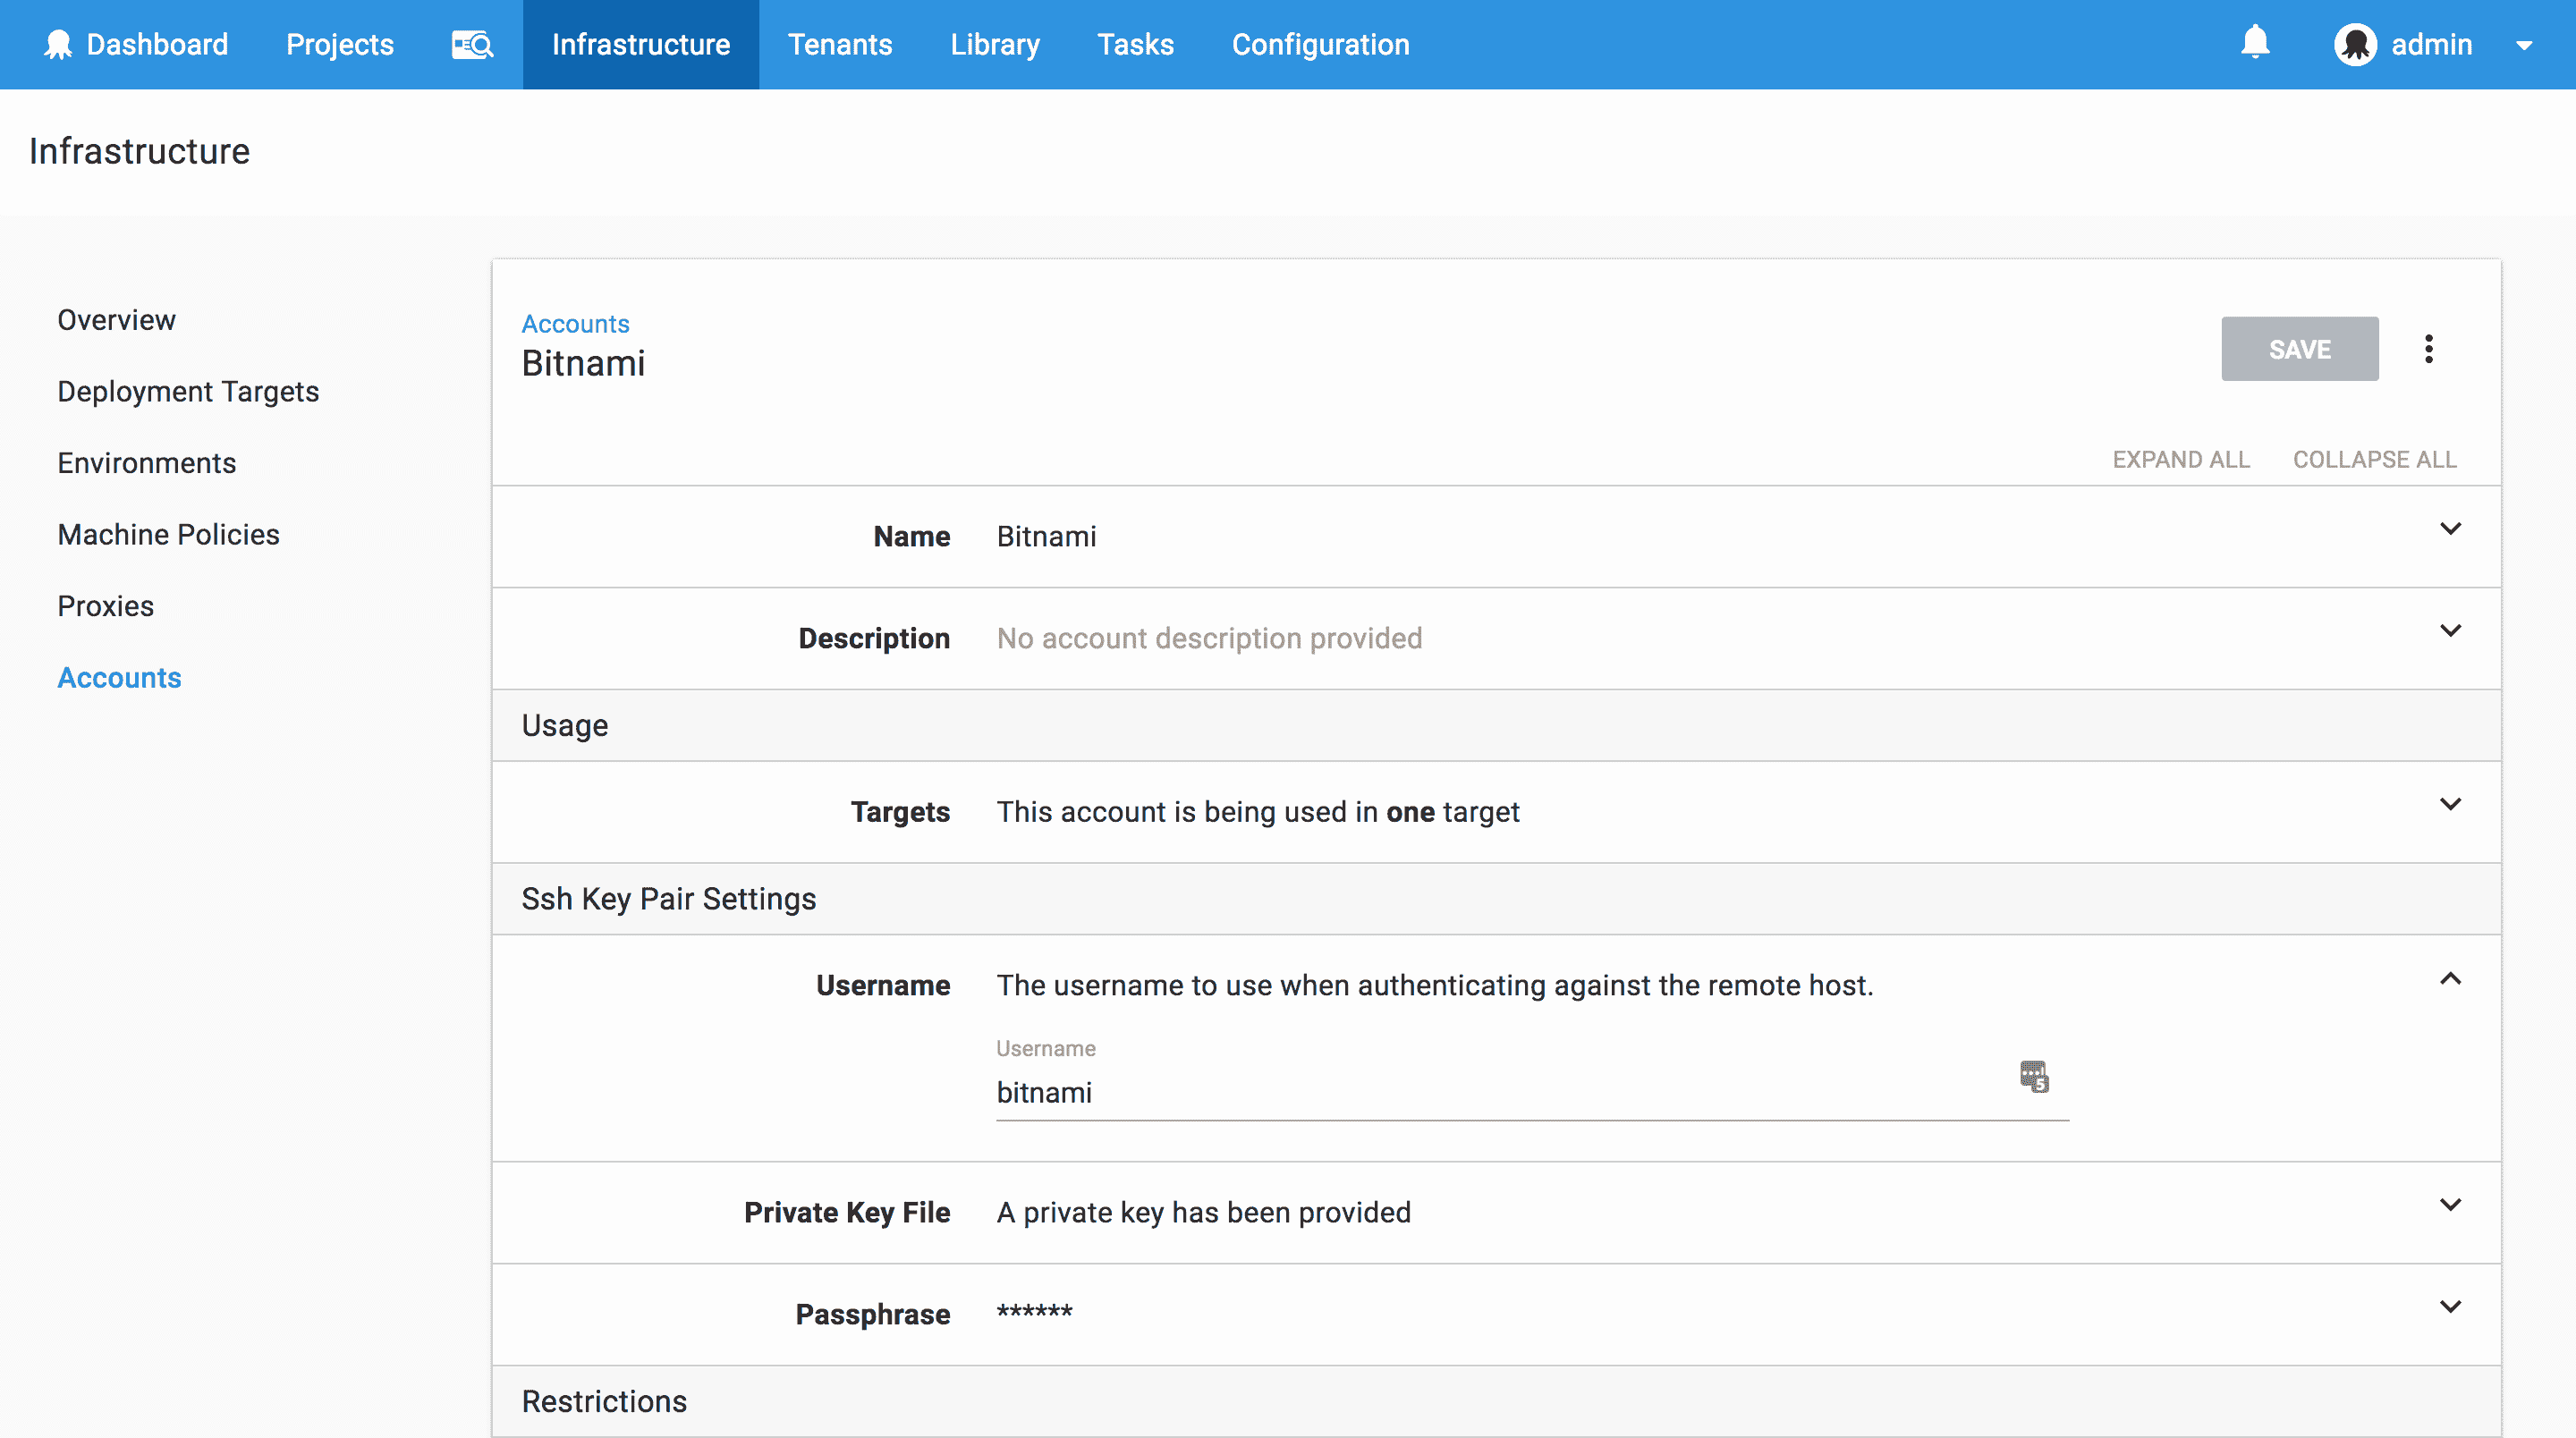 Dashboard Projects Infrastructure Tenants Library Tasks Configuration admin
Infrastructure
Overview
Deployment Targets
Environments
Machine Policies
Proxies
Accounts
Accounts
Bitnami
SAVE
EXPAND ALL COLLAPSE ALL
Name Bitnami
Description No account description provided
Usage
Targets This account is being used in one target
Ssh Key Pair Settings
Username The username to use when authenticating against the remote host.
Username
bitnami
5
Private Key File A private key has been provided
Passphrase ******
Restrictions